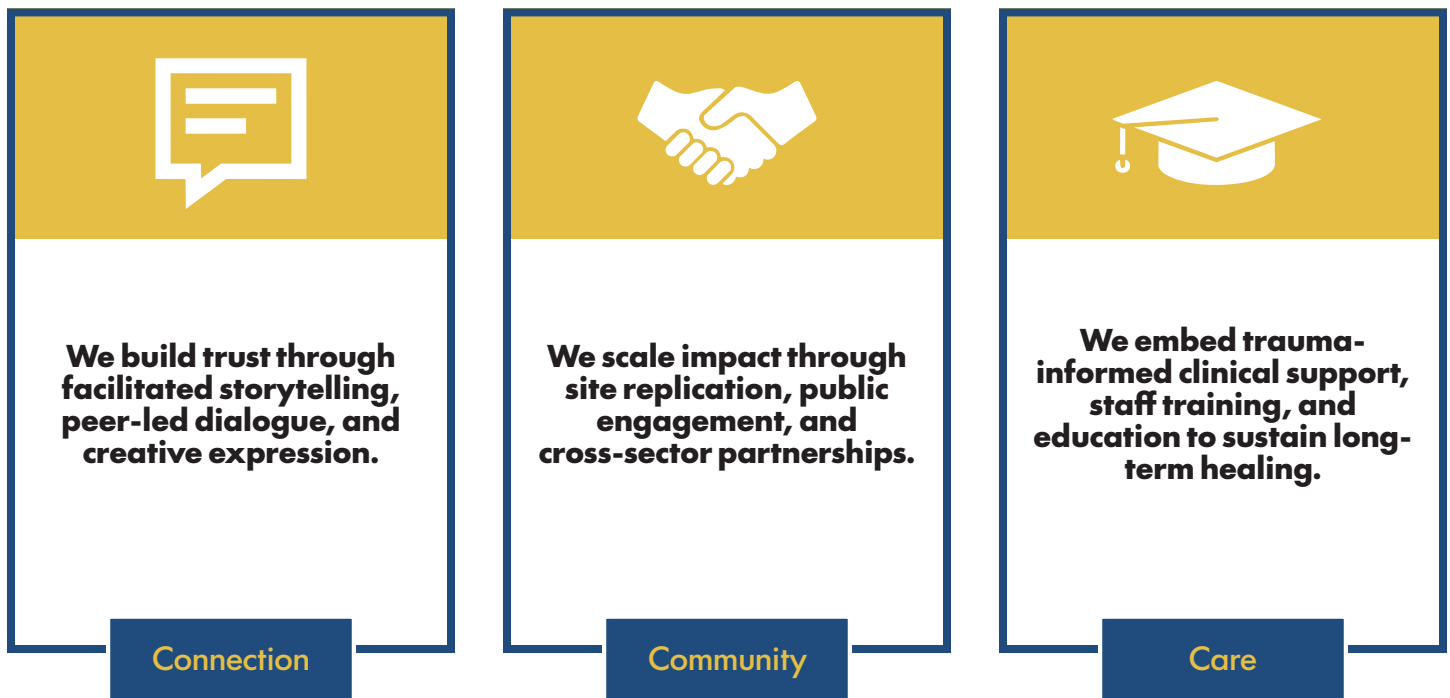 We build trust through
facilitated storytelling,
peer-led dialogue, and
creative expression.
Connection
We scale impact through
site replication, public
engagement, and
cross-sector partnerships.
Community
We embed trauma-
informed clinical support,
staff training, and
education to sustain long-
term healing.
Care